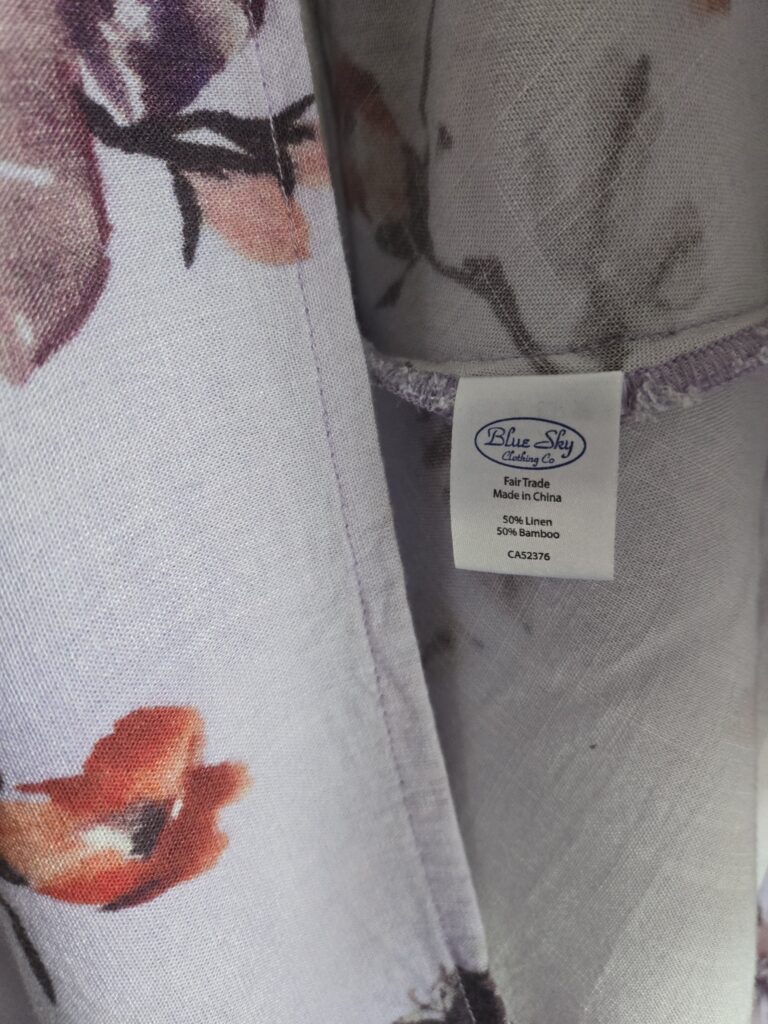 Blue Sky
Clothing Co
Fair Trade
Made in China
50% Linen
50% Bamboo
CA52376